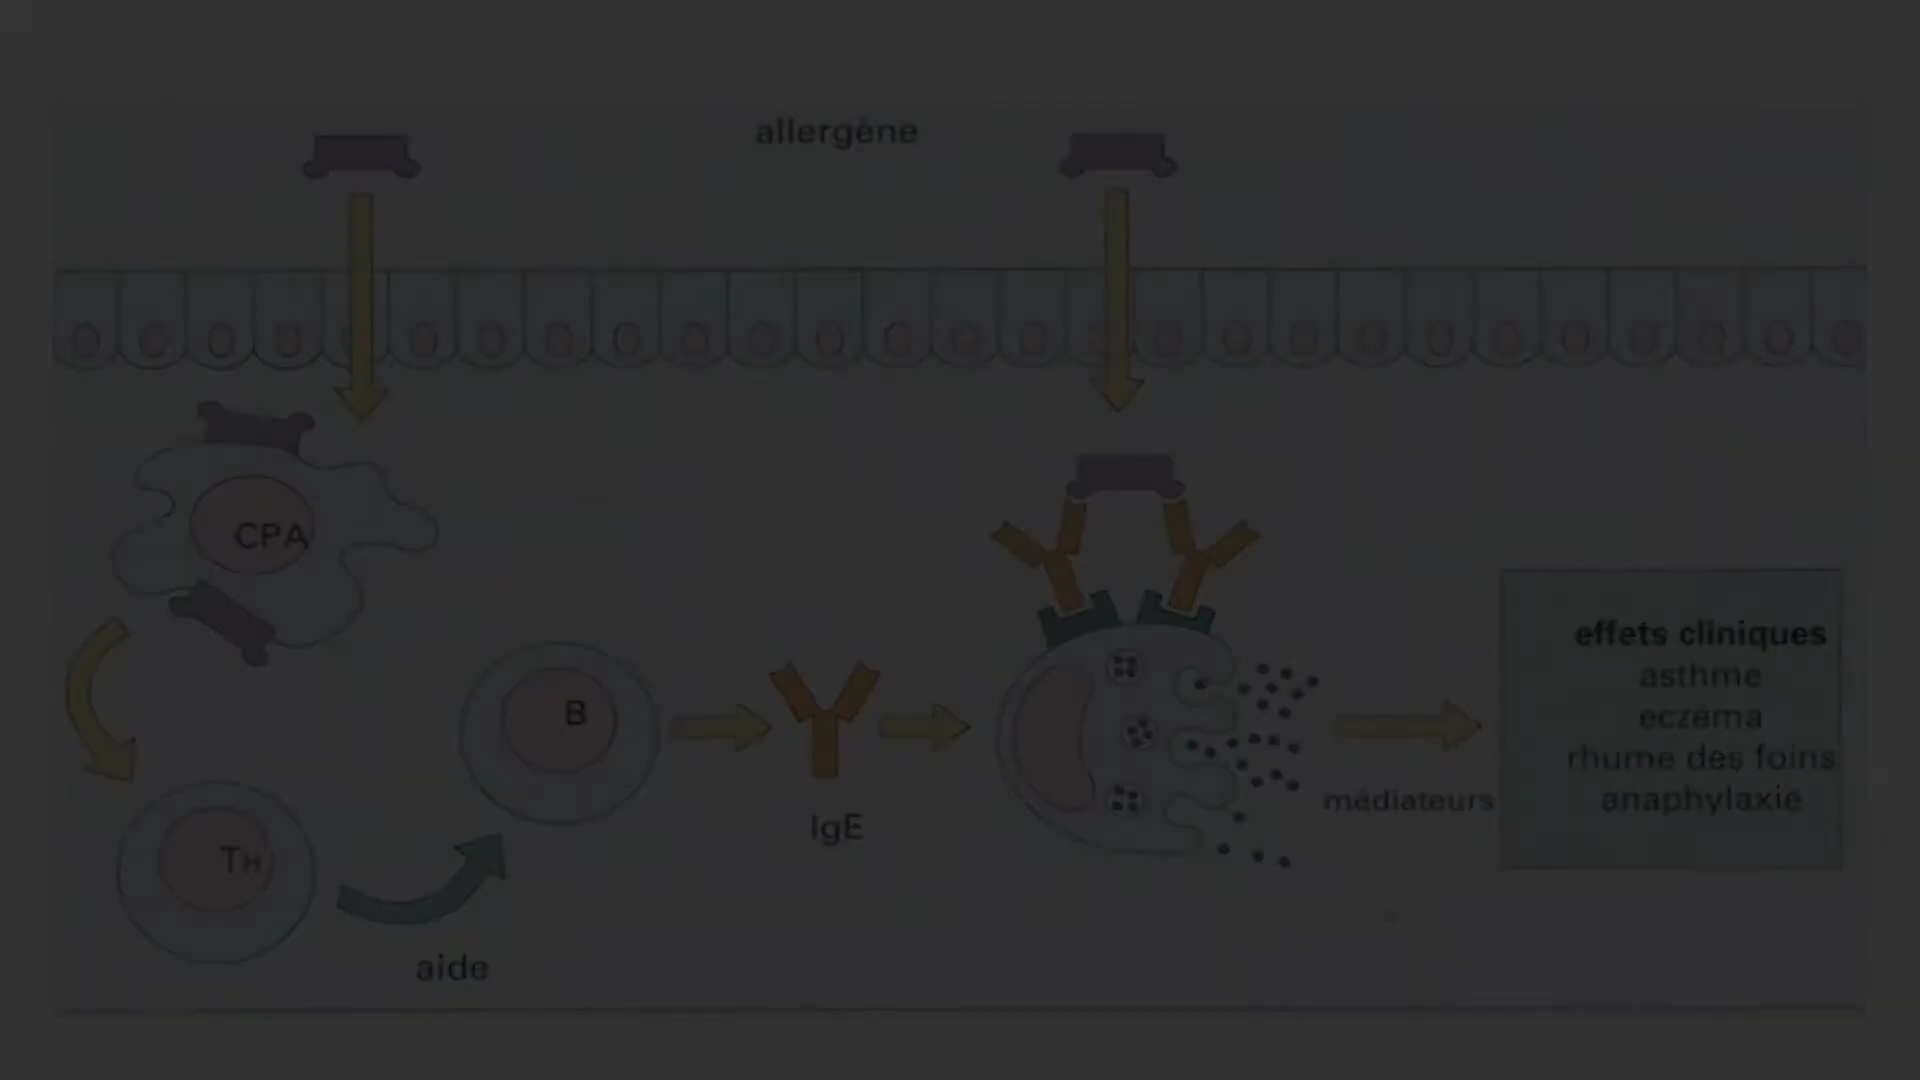 allergène
CPA
B
TH
aide
IgE
médiateurs
effets cliniques
asthme
eczéma
rhume des foins
anaphylaxie